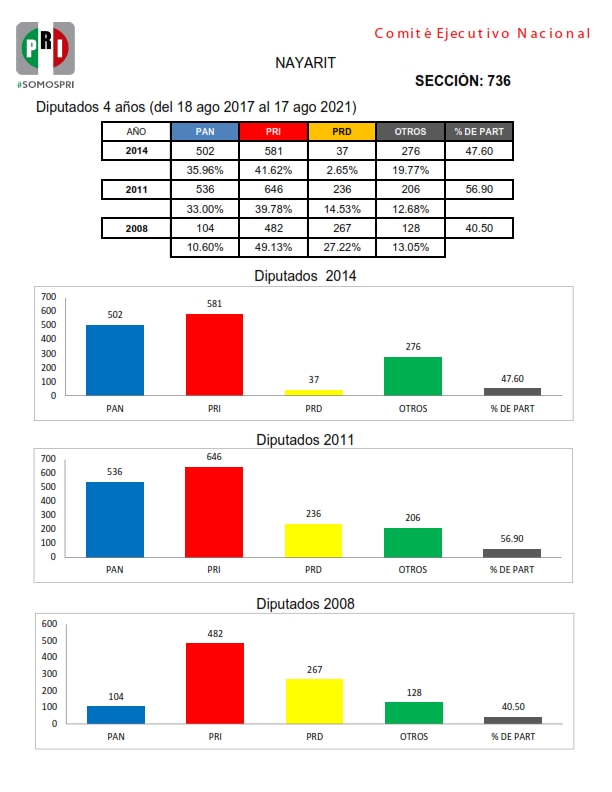 PRI
#SOMOSPRI
Comité Ejecutivo Nacional
NAYARIT
SECCIÓN: 736
Diputados 4 años (del 18 ago 2017 al 17 ago 2021)
AÑO PAN PRI PRD OTROS % DE PART
2014 502 581 37 276 47.60
35.96% 41.62% 2.65% 19.77%
2011 536 646 236 206 56.90
33.00% 39.78% 14.53% 12.68%
2008 104 482 267 128 40.50
10.60% 49.13% 27.22% 13.05%
Diputados 2014
700
600
500
400
300
200
100
0
502 581 37 276 47.60
PAN PRI PRD OTROS % DE PART
Diputados 2011
700
600
500
400
300
200
100
0
536 646 236 206 56.90
PAN PRI PRD OTROS % DE PART
Diputados 2008
600
500
400
300
200
100
0
104 482 267 128 40.50
PAN PRI PRD OTROS % DE PART